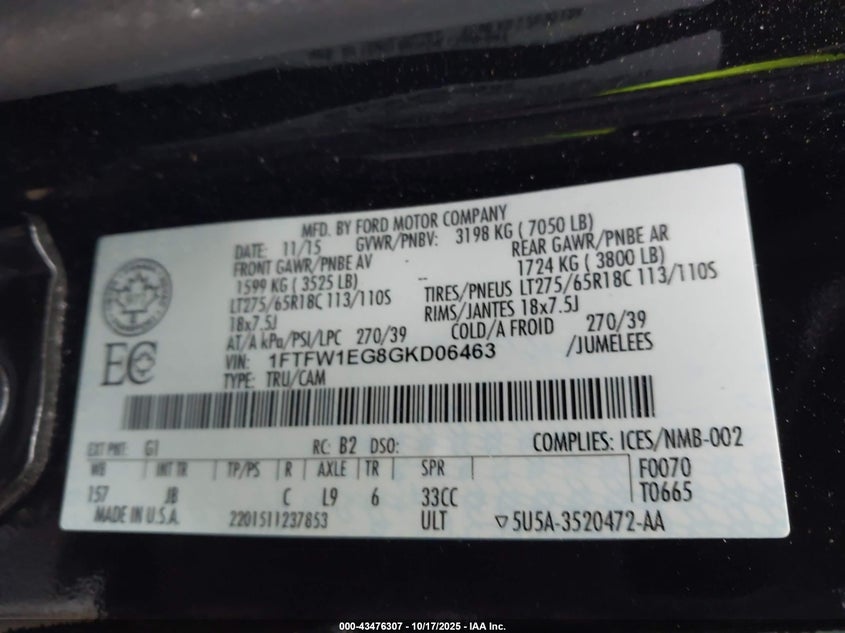 MFD. BY FORD MOTOR COMPANY
DATE: 11/15 GVWR/PNBV: 3198 KG ( 7050 LB)
FRONT GAWR/PNBE AV REAR GAWR/PNBE AR
1599 KG ( 3525 LB) -- 1724 KG ( 3800 LB)
LT275/65R18C 113/110S TIRES/PNEUS LT275/65R18C 113/110S
18x7.5J RIMS/JANTES 18x7.5J
AT/A kPa/PSI/LPC 270/39 COLD/A FROID 270/39
VIN: 1FTFW1EG8GKD06463 /JUMELEES
TYPE: TRU/CAM
EC
EXT PNT: G1 RC: B2 DSO: COMPLIES: ICES/NMB-002
WB INT TR TP/PS R AXLE TR SPR F0070
157 JB C L9 6 33CC T0665
MADE IN U.S.A. 2201511237853 ULT ▽5U5A-3520472-AA
000-43476307 - 10/17/2025 - IAA Inc.